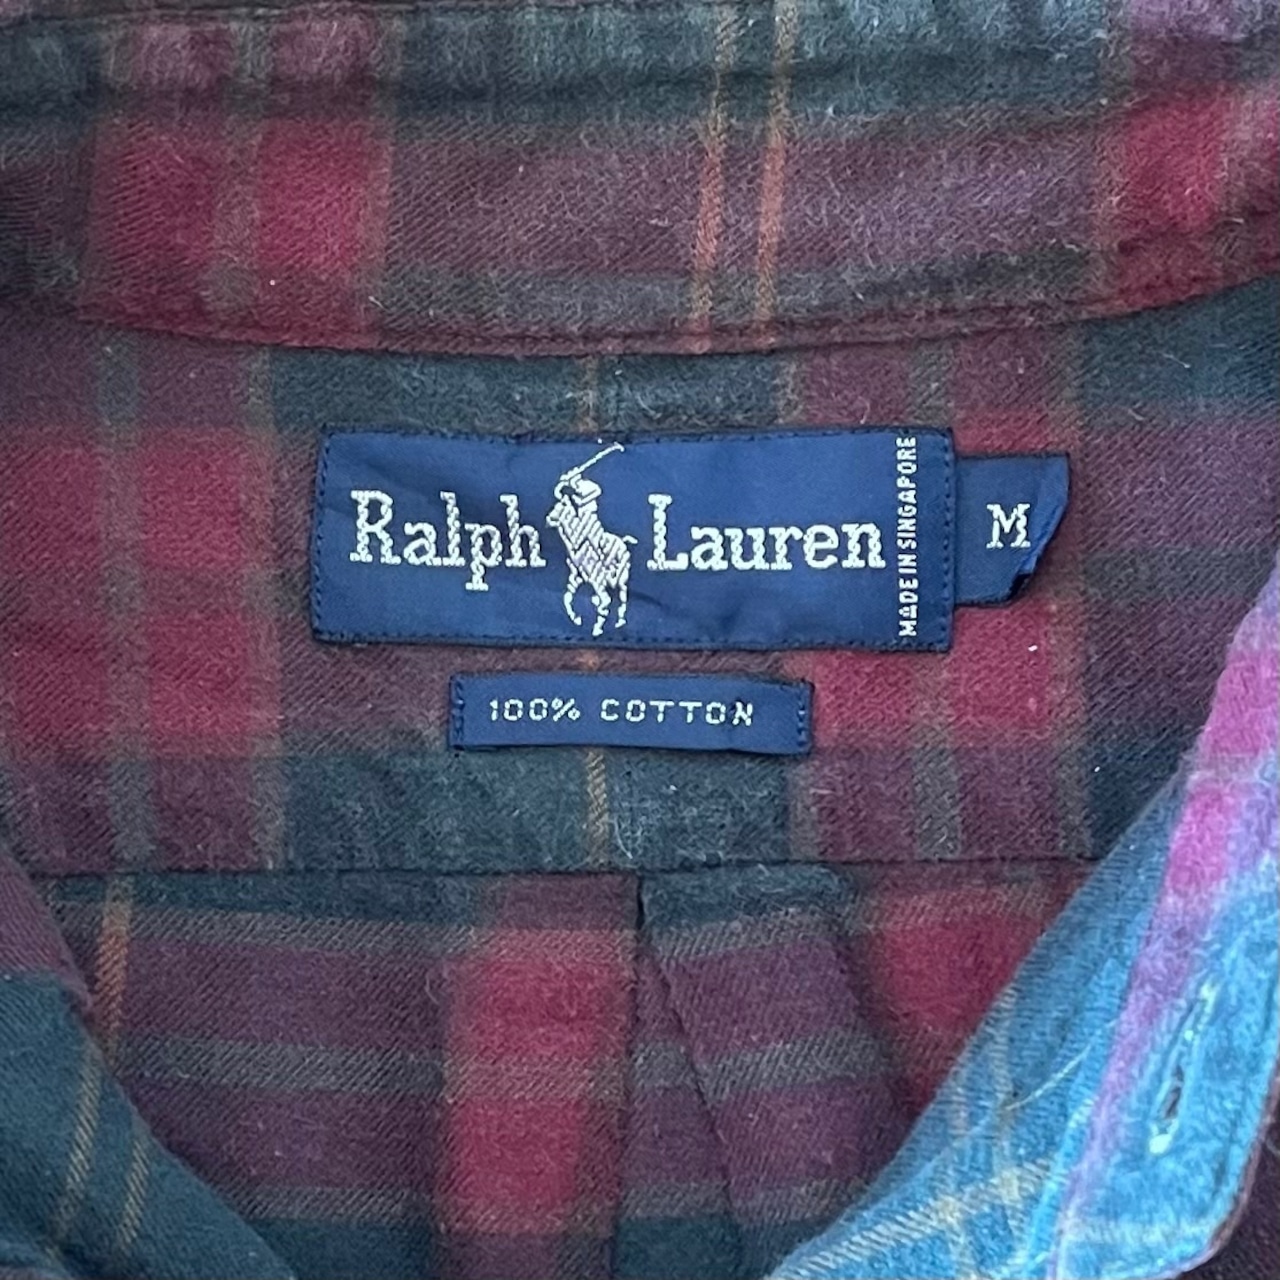 Ralph Lauren
MADE IN SINGAPORE
M
100% COTTON